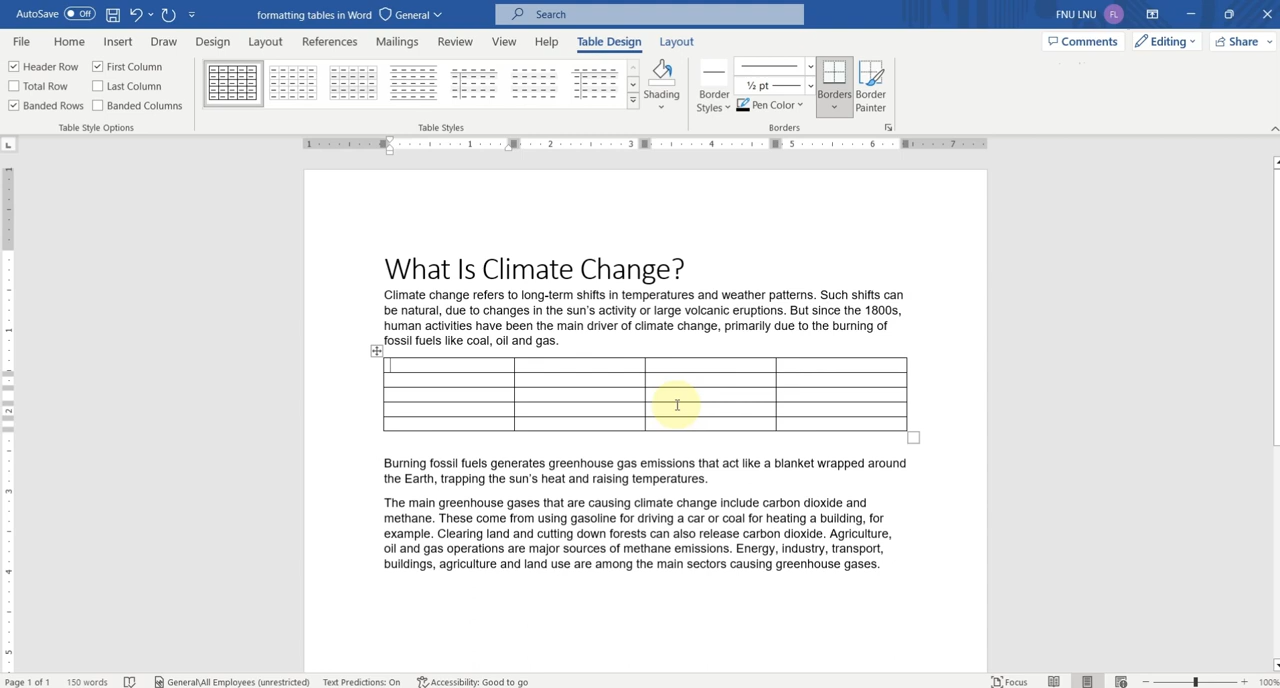 AutoSave Off formatting tables in Word General Search FNU LNU FL
File Home Insert Draw Design Layout References Mailings Review View Help Table Design Layout Comments Editing Share
Header Row First Column
Total Row Last Column
Banded Rows Banded Columns
Table Style Options
Table Styles
Shading
Border Styles
½ pt
Pen Color
Borders
Border Painter
Borders
1 1 2 3 4 5 6 7
What Is Climate Change?
Climate change refers to long-term shifts in temperatures and weather patterns. Such shifts can
be natural, due to changes in the sun's activity or large volcanic eruptions. But since the 1800s,
human activities have been the main driver of climate change, primarily due to the burning of
fossil fuels like coal, oil and gas.
Burning fossil fuels generates greenhouse gas emissions that act like a blanket wrapped around
the Earth, trapping the sun's heat and raising temperatures.
The main greenhouse gases that are causing climate change include carbon dioxide and
methane. These come from using gasoline for driving a car or coal for heating a building, for
example. Clearing land and cutting down forests can also release carbon dioxide. Agriculture,
oil and gas operations are major sources of methane emissions. Energy, industry, transport,
buildings, agriculture and land use are among the main sectors causing greenhouse gases.
Page 1 of 1 150 words General\All Employees (unrestricted) Text Predictions: On Accessibility: Good to go Focus 100%